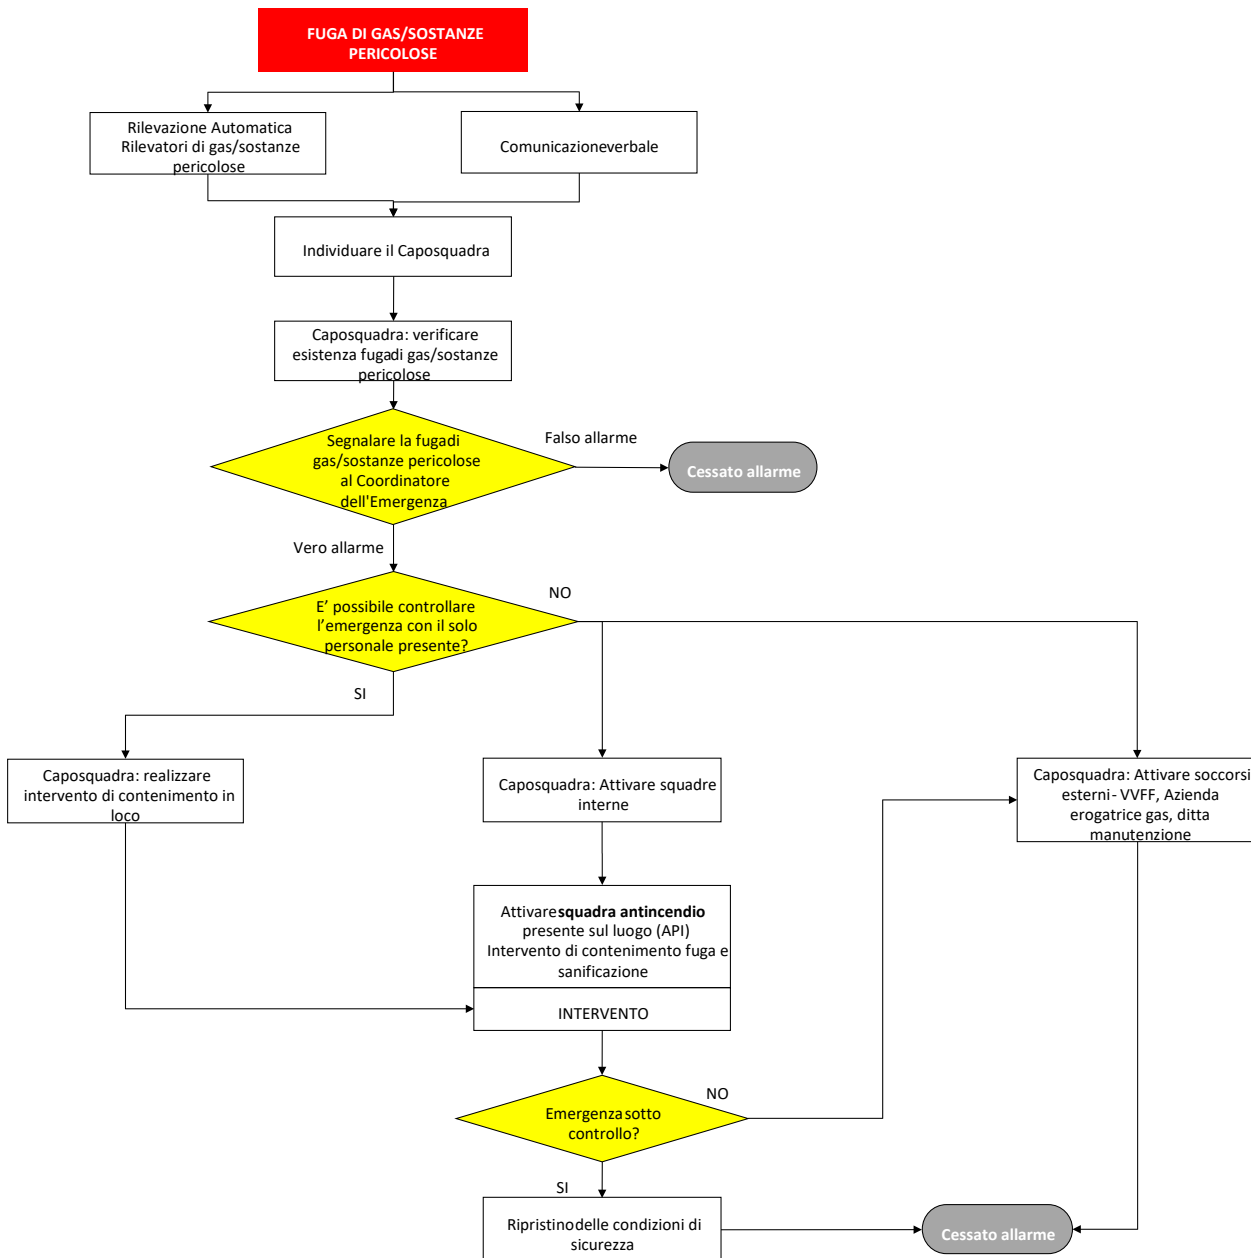 FUGA DI GAS/SOSTANZE
PERICOLOSE
Rilevazione Automatica
Rilevatori di gas/sostanze
pericolose
Comunicazioneverbale
Individuare il Caposquadra
Caposquadra: verificare
esistenza fugadi gas/sostanze
pericolose
Segnalare la fugadi
gas/sostanze pericolose
al Coordinatore
dell'Emergenza
Falso allarme
Cessato allarme
Vero allarme
E’ possibile controllare
l’emergenza con il solo
personale presente?
NO
SI
Caposquadra: realizzare
intervento di contenimento in
loco
Caposquadra: Attivare squadre
interne
Caposquadra: Attivare soccorsi
esterni- VVFF, Azienda
erogatrice gas, ditta
manutenzione
Attivaresquadra antincendio
presente sul luogo (API)
Intervento di contenimento fuga e
sanificazione
INTERVENTO
Emergenzasotto
controllo?
NO
SI
Ripristinodelle condizioni di
sicurezza
Cessato allarme